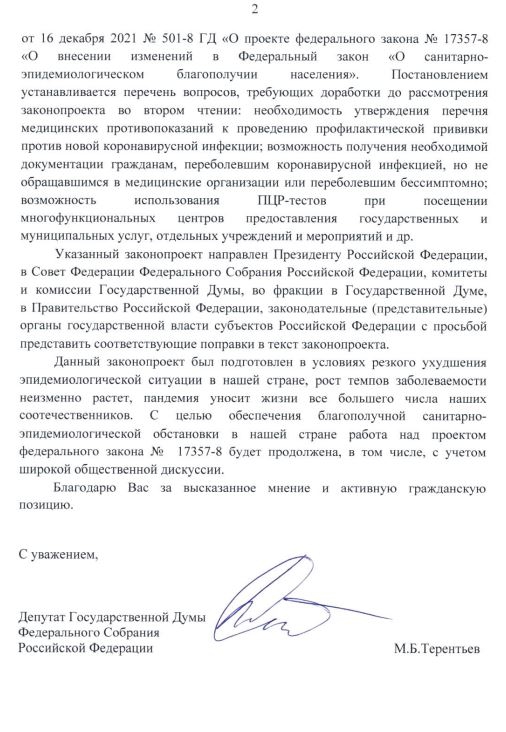 2
от 16 декабря 2021 № 501-8 ГД «О проекте федерального закона № 17357-8
«О внесении изменений в Федеральный закон «О санитарно-
эпидемиологическом благополучии населения». Постановлением
устанавливается перечень вопросов, требующих доработки до рассмотрения
законопроекта во втором чтении: необходимость утверждения перечня
медицинских противопоказаний к проведению профилактической прививки
против новой коронавирусной инфекции; возможность получения необходимой
документации гражданам, переболевшим коронавирусной инфекцией, но не
обращавшимся в медицинские организации или переболевшим бессимптомно;
возможность использования ПЦР-тестов при посещении
многофункциональных центров предоставления государственных и
муниципальных услуг, отдельных учреждений и мероприятий и др.
Указанный законопроект направлен Президенту Российской Федерации,
в Совет Федерации Федерального Собрания Российской Федерации, комитеты
и комиссии Государственной Думы, во фракции в Государственной Думе,
в Правительство Российской Федерации, законодательные (представительные)
органы государственной власти субъектов Российской Федерации с просьбой
представить соответствующие поправки в текст законопроекта.
Данный законопроект был подготовлен в условиях резкого ухудшения
эпидемиологической ситуации в нашей стране, рост темпов заболеваемости
неизменно растет, пандемия уносит жизни все большего числа наших
соотечественников. С целью обеспечения благополучной санитарно-
эпидемиологической обстановки в нашей стране работа над проектом
федерального закона № 17357-8 будет продолжена, в том числе, с учетом
широкой общественной дискуссии.
Благодарю Вас за высказанное мнение и активную гражданскую
позицию.
С уважением,
Депутат Государственной Думы
Федерального Собрания
Российской Федерации М.Б.Терентьев